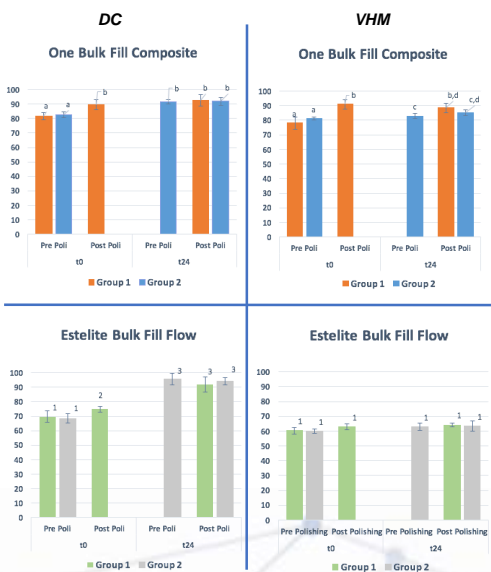 DC
VHM
One Bulk Fill Composite
100
90
80
70
60
50
40
30
20
10
0
a a b b b b
Pre Poli Post Poli Pre Poli Post Poli
t0 t24
Group 1 Group 2
One Bulk Fill Composite
100
90
80
70
60
50
40
30
20
10
0
a a b c b,d c,d
Pre Poli Post Poli Pre Poli Post Poli
t0 t24
Group 1 Group 2
Estelite Bulk Fill Flow
100
90
80
70
60
50
40
30
20
10
0
1 1 2 3 3 3
Pre Poli Post Poli Pre Poli Post Poli
t0 t24
Group 1 Group 2
Estelite Bulk Fill Flow
100
90
80
70
60
50
40
30
20
10
0
1 1 1 1 1 1
Pre Polishing Post Polishing Pre Polishing Post Polishing
t0 t24
Group 1 Group 2